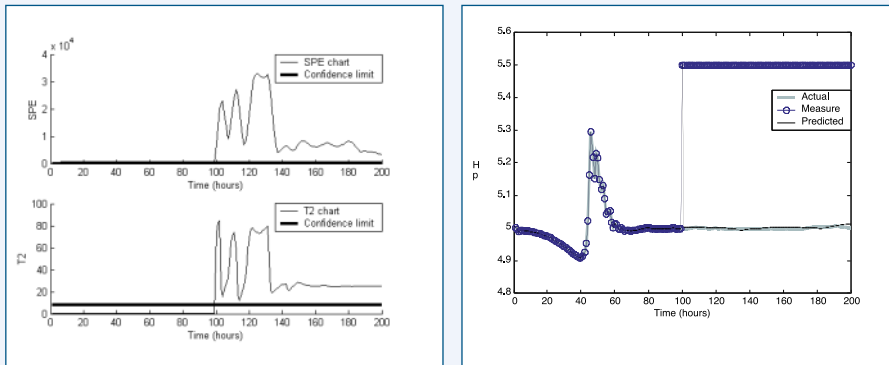 x 10⁴
4
3
2
1
0
SPE
SPE chart
Confidence limit
0 20 40 60 80 100 120 140 160 180 200
Time (hours)
100
80
60
40
20
0
T2
T2 chart
Confidence limit
0 20 40 60 80 100 120 140 160 180 200
Time (hours)
5.6
5.5
5.4
5.3
5.2
5.1
5
4.9
4.8
H
p
Actual
Measure
Predicted
0 20 40 60 80 100 120 140 160 180 200
Time (hours)